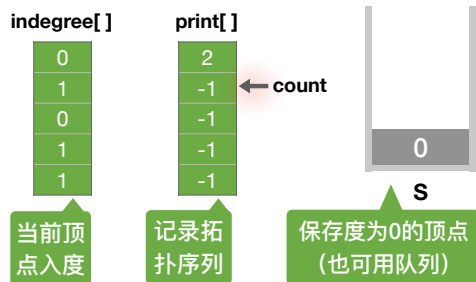 indegree[ ] print[ ]
0 2
1 -1 count
0 -1
1 -1 0
1 -1
S
当前顶 记录拓 保存度为0的顶点
点入度 扑序列 （也可用队列）